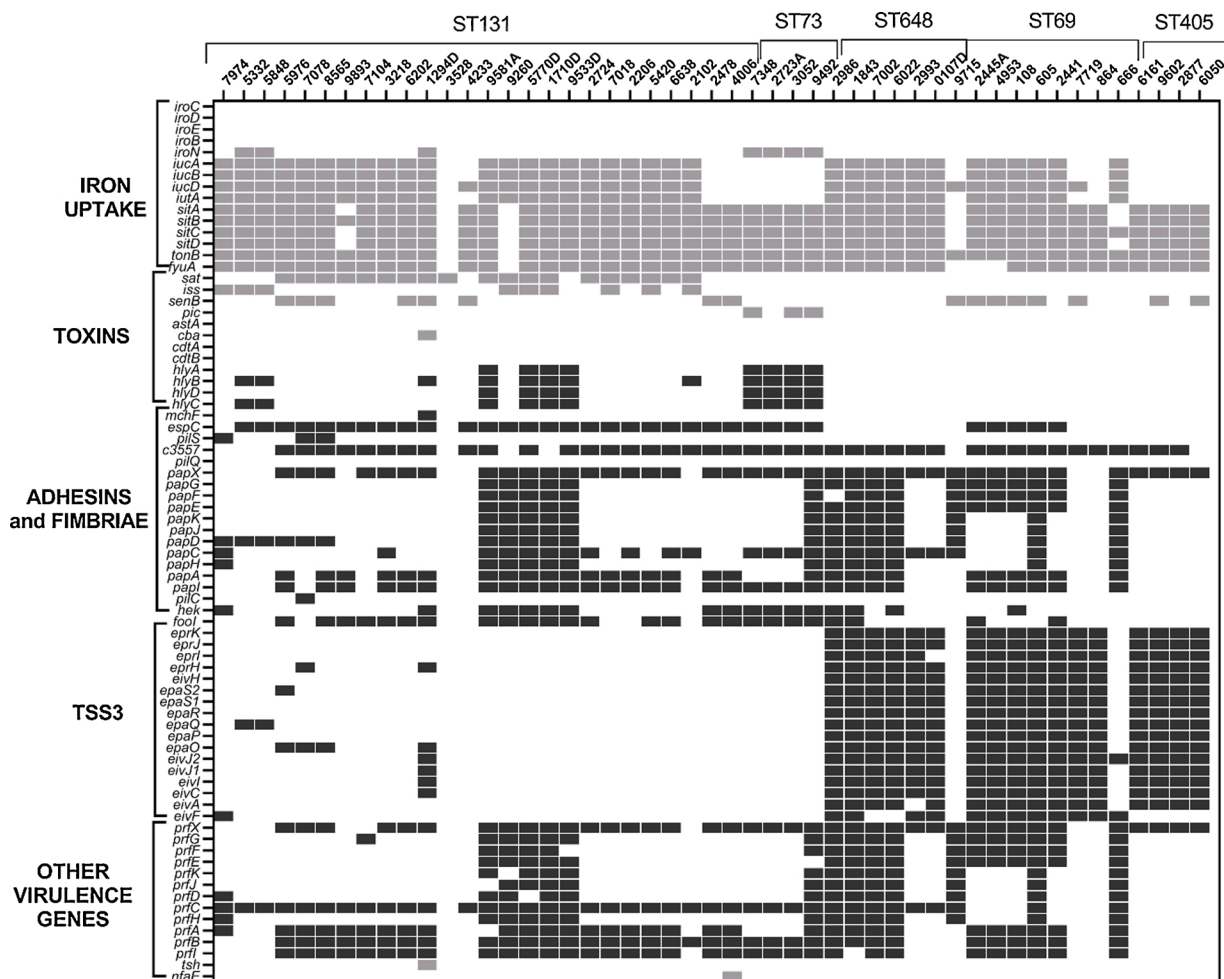 ST131 ST73 ST648 ST69 ST405
7974 5332 5848 5976 7078 8565 9893 7104 3218 6202 1294D 3528 4233 9581A 9260 5770D 1710D 9533D 2724 7018 2206 5420 6638 2102 2478 4006 7348 2723A 3052 9492 2986 1843 7002 6022 2993 0107D 9715 2445A 4953 108 605 2441 7719 864 666 6161 9602 2877 6050
IRON
UPTAKE
iroC
iroD
iroE
iroB
iroN
iucA
iucB
iucD
iutA
sitA
sitB
sitC
sitD
tonB
fyuA
TOXINS
sat
iss
senB
pic
astA
cba
cdtA
cdtB
hlyA
hlyB
hlyD
hlyC
ADHESINS
and FIMBRIAE
mchF
espC
pilS
c3557
pilQ
papX
papG
papF
papE
papK
papJ
papD
papC
papH
papA
papI
pilC
hek
fooI
TSS3
eprK
eprJ
eprI
eprH
eivH
epaS2
epaS1
epaR
epaQ
epaP
epaO
eivJ2
eivJ1
eivI
eivC
eivA
eivF
OTHER
VIRULENCE
GENES
prfX
prfG
prfF
prfE
prfK
prfJ
prfD
prfC
prfH
prfA
prfB
prfI
tsh